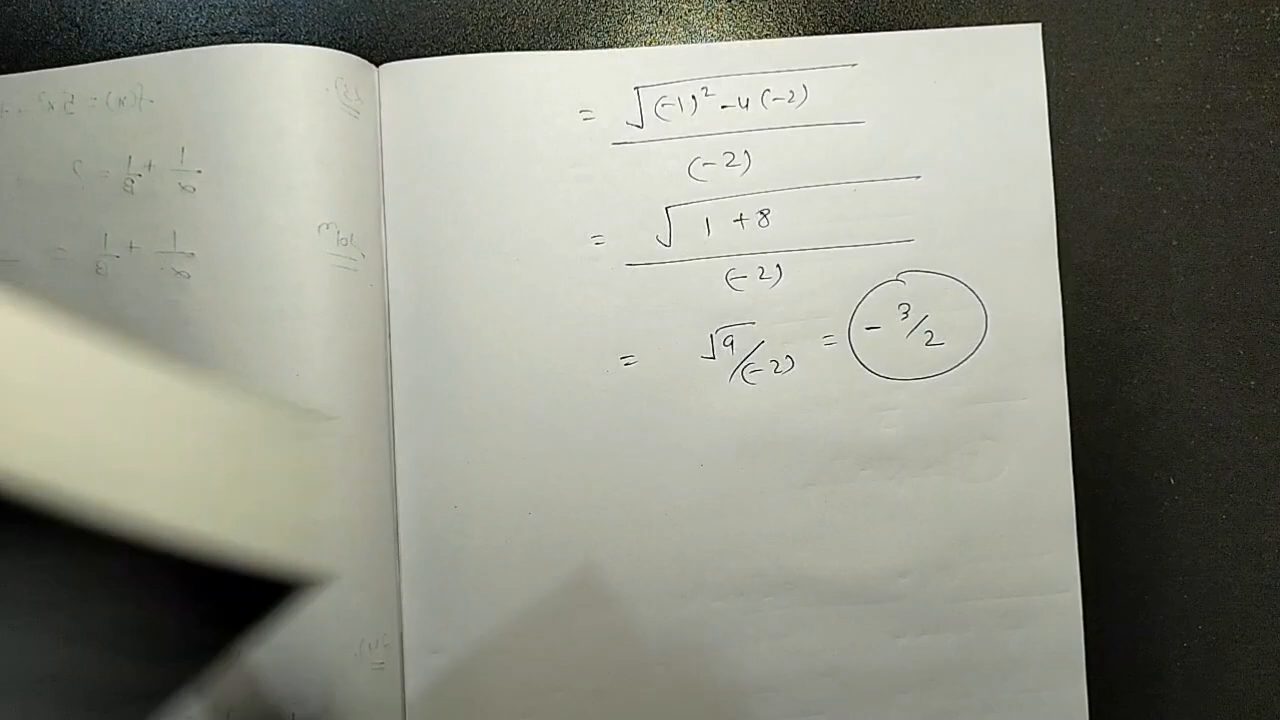 = √(-1)² - 4(-2) / (-2)
= √1 + 8 / (-2)
= √9/(-2) = - 3/2